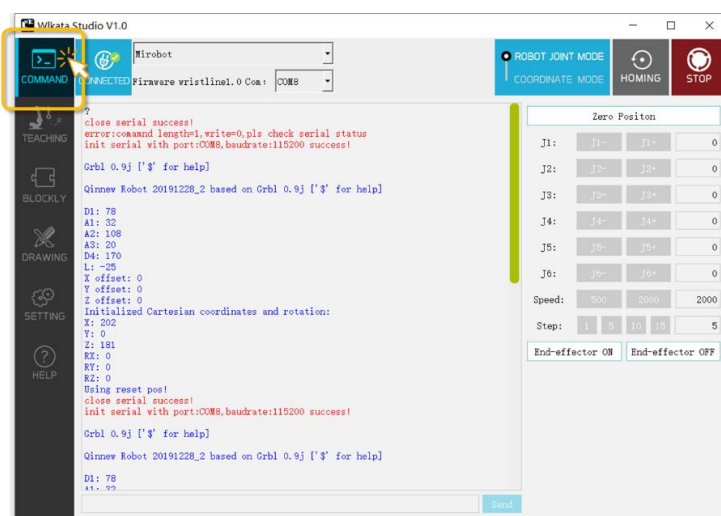 Wlkata Studio V1.0
COMMAND
CONNECTED
Mirobot
Firmware wristline1.0 Com: COM8
ROBOT JOINT MODE
COORDINATE MODE
HOMING
STOP
TEACHING
BLOCKLY
DRAWING
SETTING
HELP
?
close serial success!
error:comamnd length=1,write=0,pls check serial status
init serial with port:COM8,baudrate:115200 success!
Grbl 0.9j ['$' for help]
Qinnew Robot 20191228_2 based on Grbl 0.9j ['$' for help]
D1: 78
A1: 32
A2: 108
A3: 20
D4: 170
L: -25
X offset: 0
Y offset: 0
Z offset: 0
Initialized Cartesian coordinates and rotation:
X: 202
Y: 0
Z: 181
RX: 0
RY: 0
RZ: 0
Using reset pos!
close serial success!
init serial with port:COM8,baudrate:115200 success!
Grbl 0.9j ['$' for help]
Qinnew Robot 20191228_2 based on Grbl 0.9j ['$' for help]
D1: 78
A1: 32
Send
Zero Positon
J1: J1- J1+ 0
J2: J2- J2+ 0
J3: J3- J3+ 0
J4: J4- J4+ 0
J5: J5- J5+ 0
J6: J6- J6+ 0
Speed: 500 2000 2000
Step: 1 5 10 15 5
End-effector ON End-effector OFF